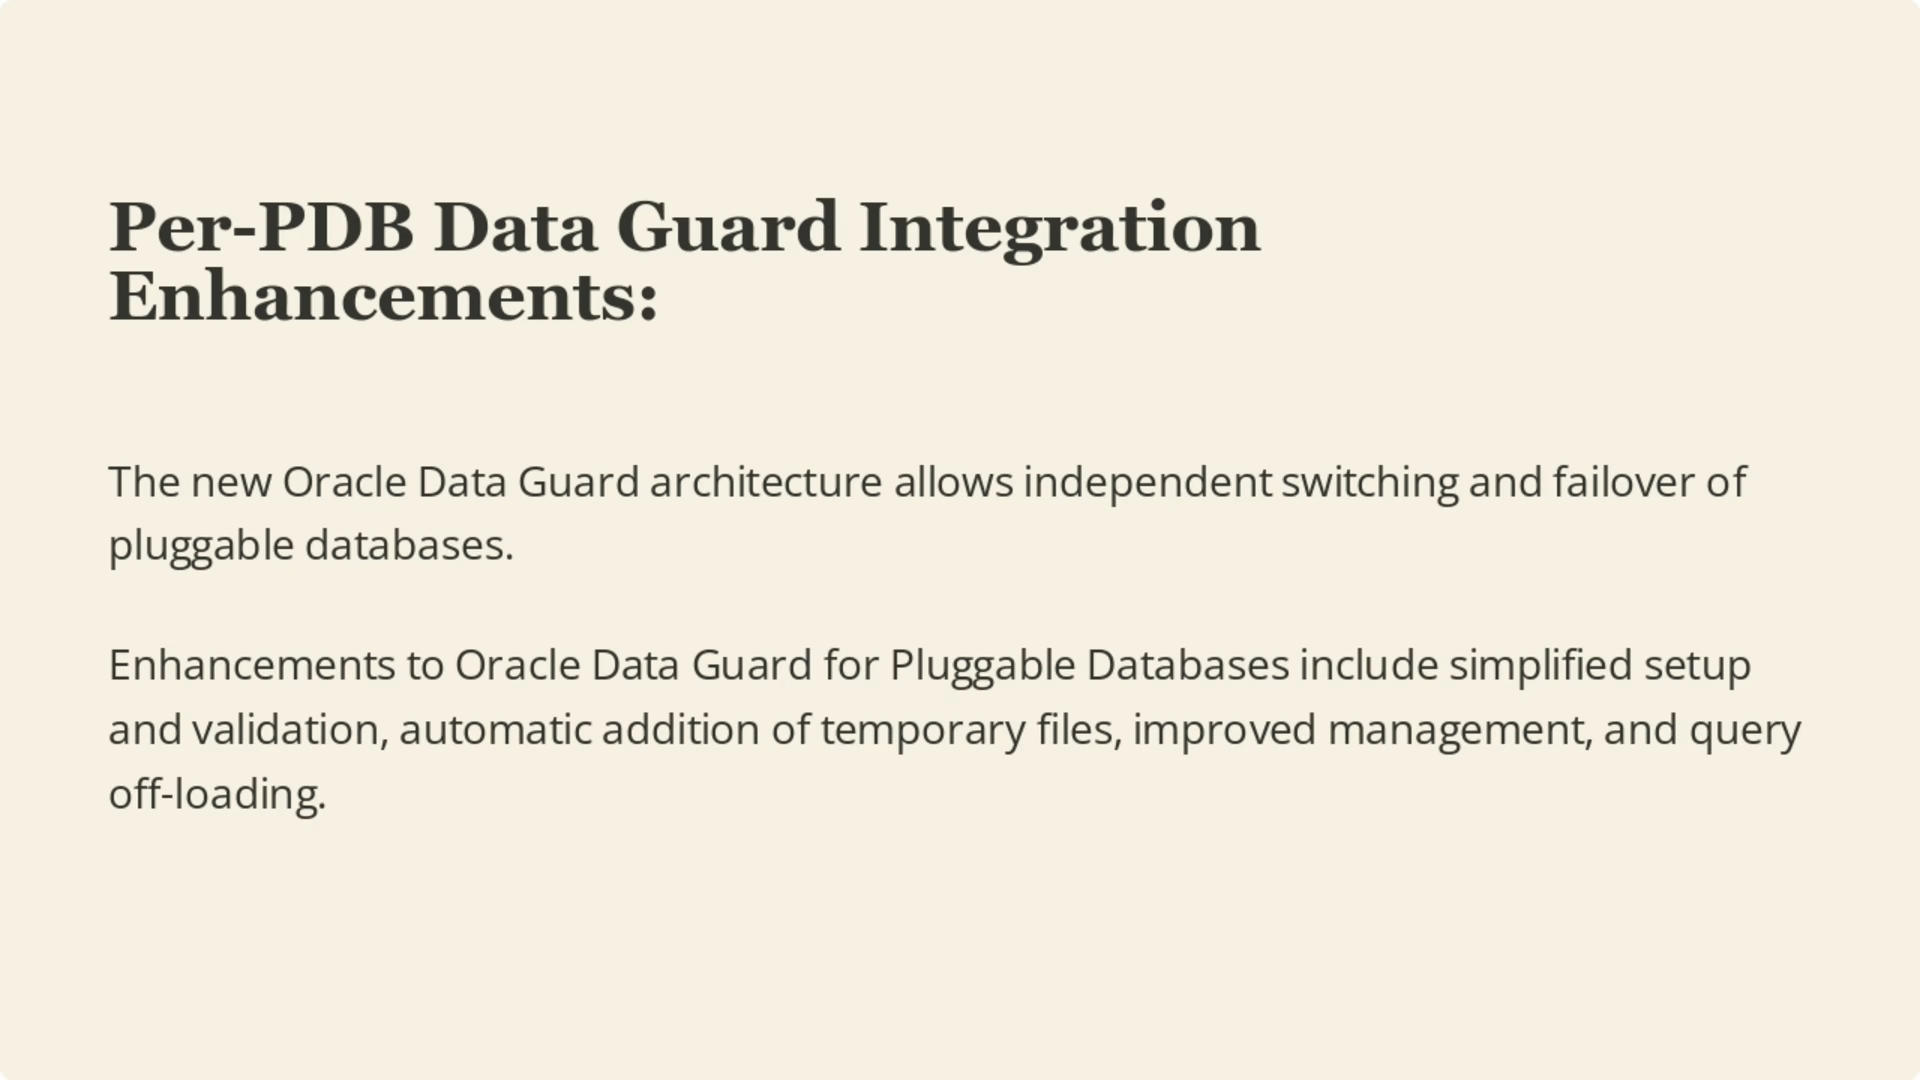 Per-PDB Data Guard Integration
Enhancements:
The new Oracle Data Guard architecture allows independent switching and failover of
pluggable databases.
Enhancements to Oracle Data Guard for Pluggable Databases include simplified setup
and validation, automatic addition of temporary files, improved management, and query
off-loading.